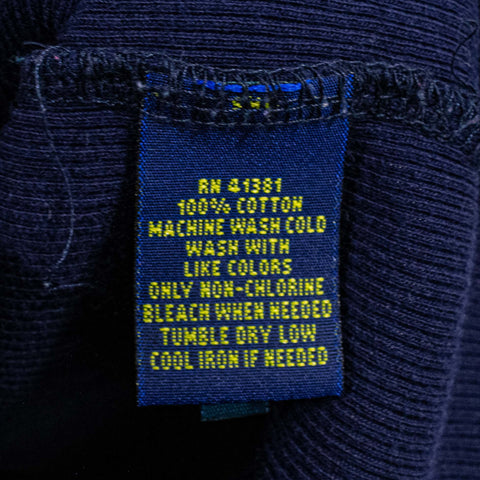 RN 41381
100% COTTON
MACHINE WASH COLD
WASH WITH
LIKE COLORS
ONLY NON-CHLORINE
BLEACH WHEN NEEDED
TUMBLE DRY LOW
COOL IRON IF NEEDED